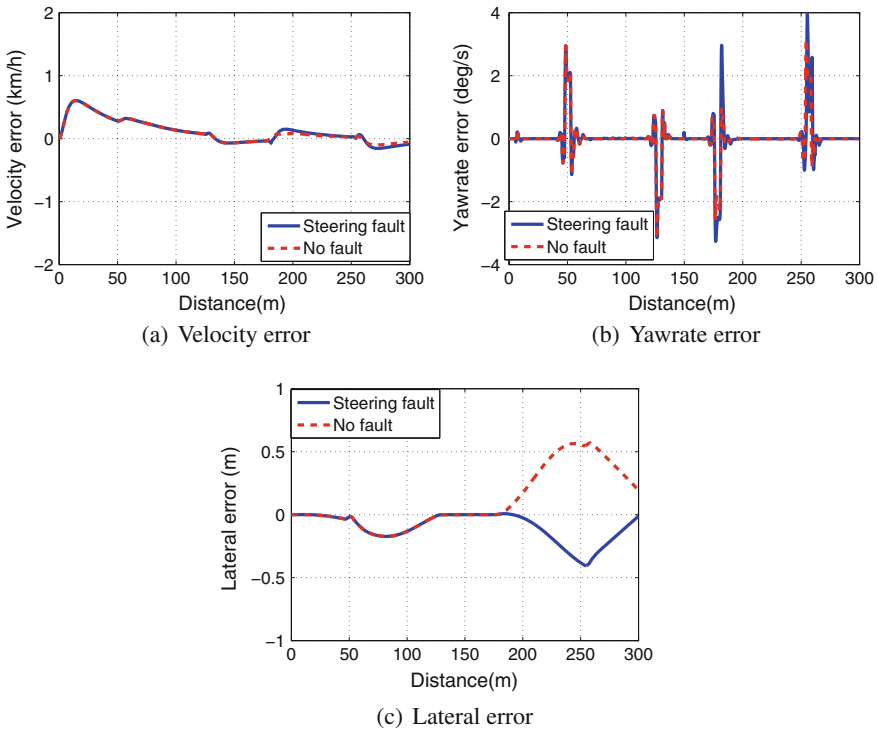 2
1
0
−1
−2
Velocity error (km/h)
Steering fault
No fault
0 50 100 150 200 250 300
Distance(m)
(a) Velocity error
4
2
0
−2
−4
Yawrate error (deg/s)
Steering fault
No fault
0 50 100 150 200 250 300
Distance(m)
(b) Yawrate error
1
0.5
0
−0.5
−1
Lateral error (m)
Steering fault
No fault
0 50 100 150 200 250 300
Distance(m)
(c) Lateral error